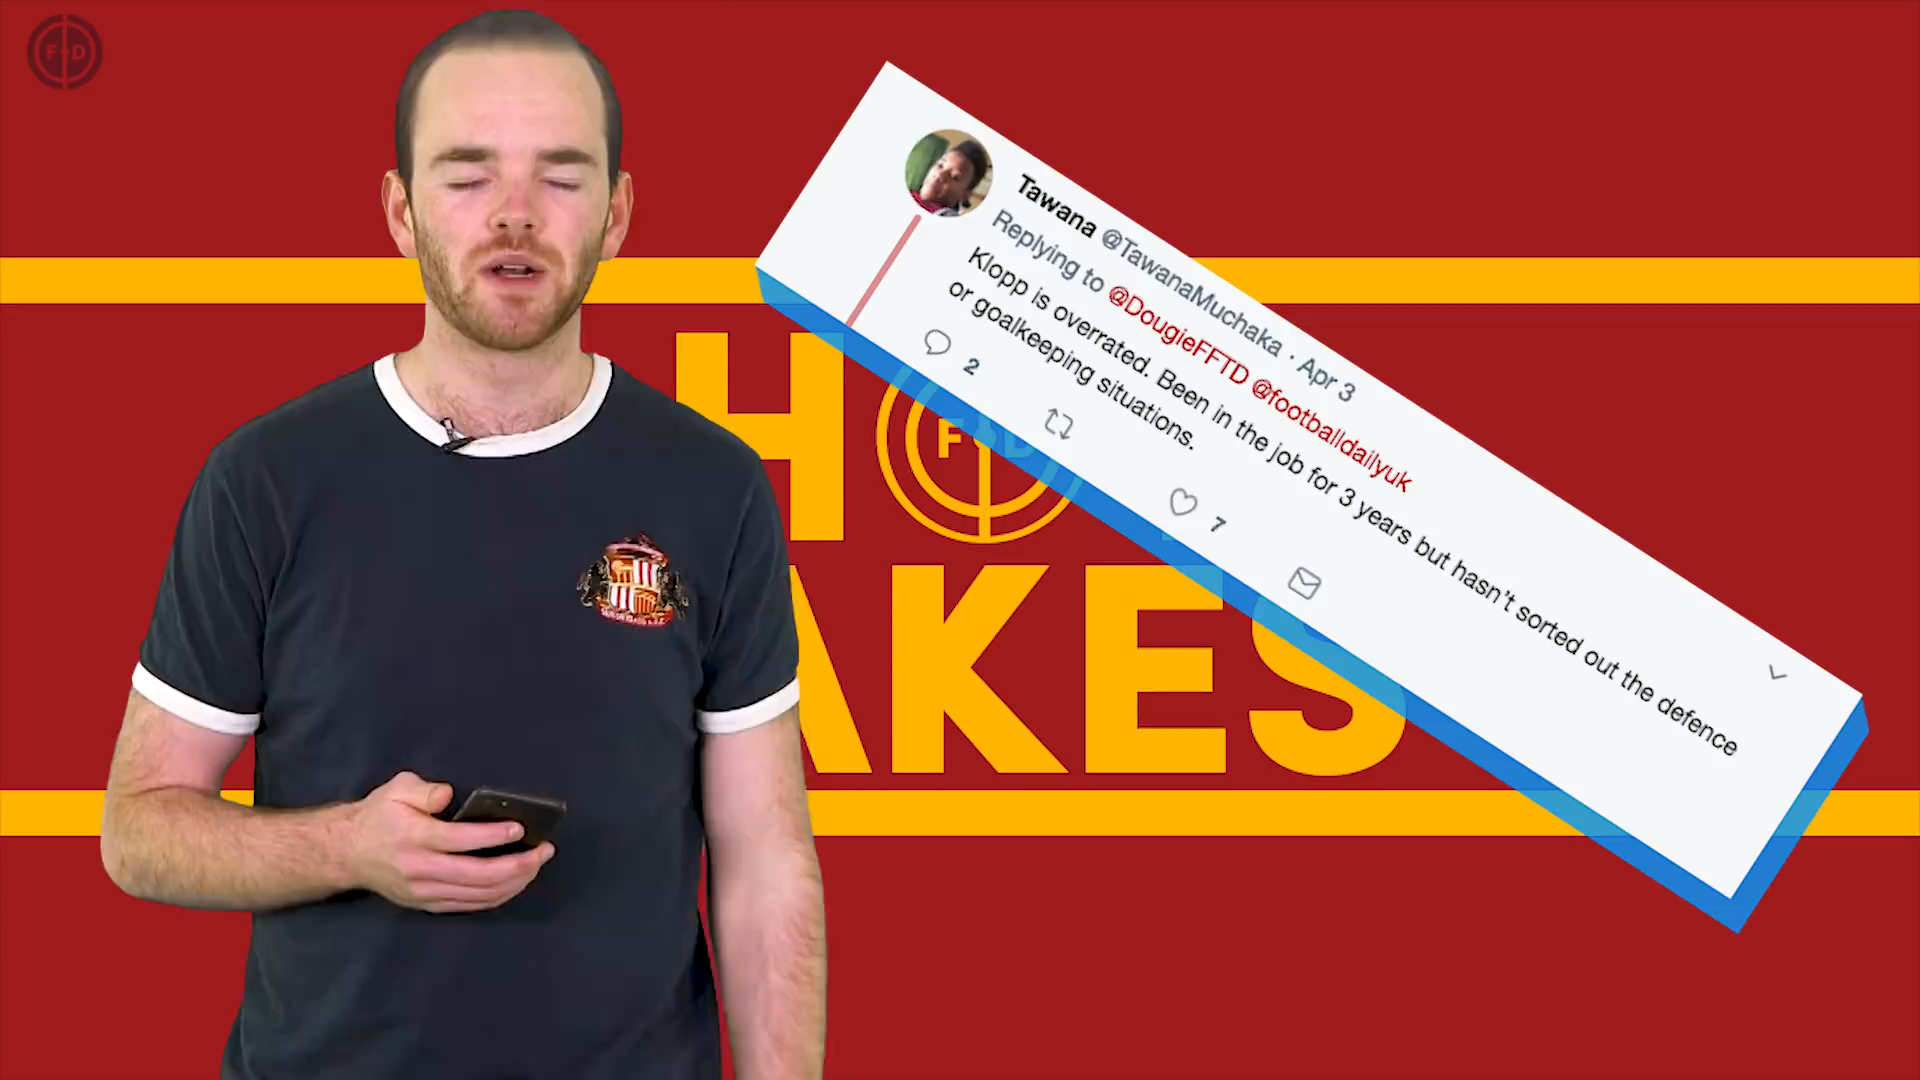 F D
Tawana @TawanaMuchaka · Apr 3
Replying to @DougieFFTD @footballdailyuk
Klopp is overrated. Been in the job for 3 years but hasn't sorted out the defence
or goalkeeping situations.
2
7
H
F D
AKES